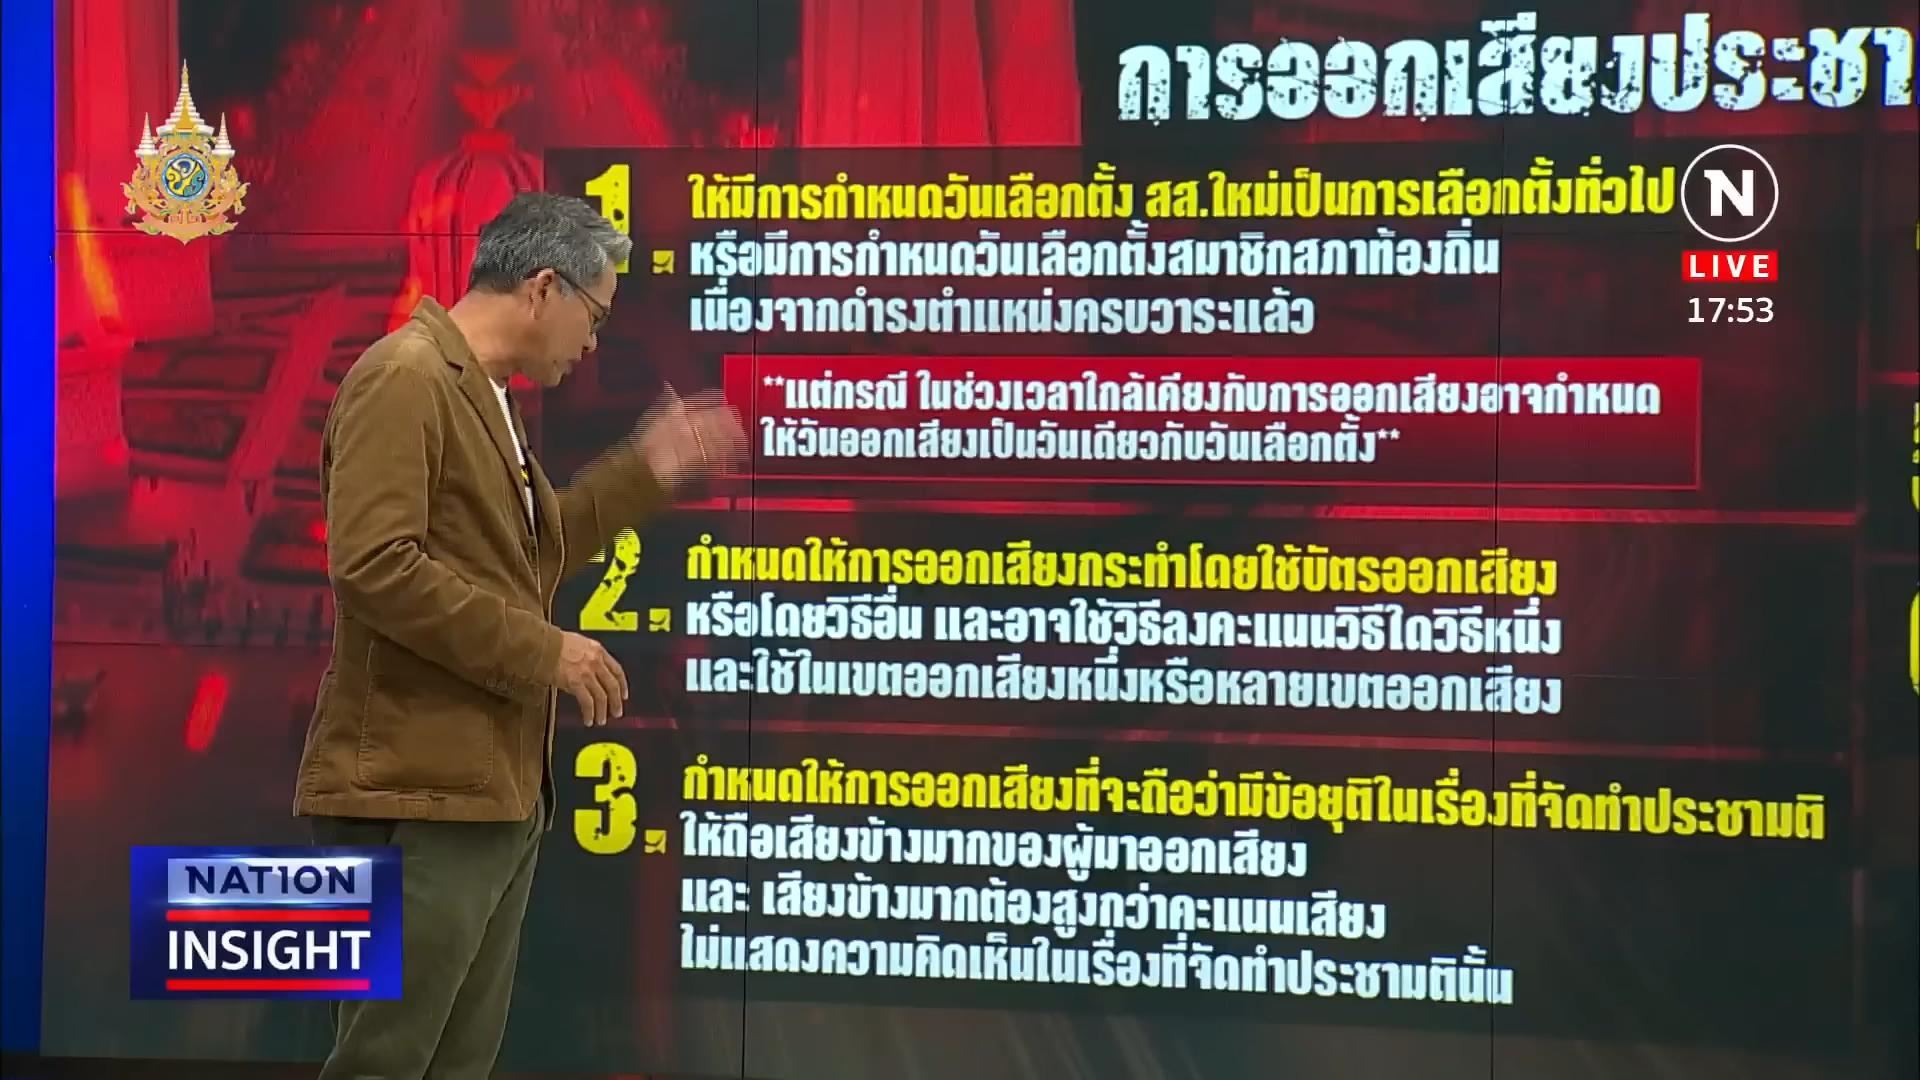 การออกเสียงประชา
1. ให้มีการกำหนดวันเลือกตั้ง สส.ใหม่เป็นการเลือกตั้งทั่วไป
หรือมีการกำหนดวันเลือกตั้งสมาชิกสภาท้องถิ่น
เนื่องจากดำรงตำแหน่งครบวาระแล้ว
**แต่กรณี ในช่วงเวลาใกล้เคียงกับการออกเสียงอาจกำหนด
ให้วันออกเสียงเป็นวันเดียวกับวันเลือกตั้ง**
2. กำหนดให้การออกเสียงกระทำโดยใช้บัตรออกเสียง
หรือโดยวิธีอื่น และอาจใช้วิธีลงคะแนนวิธีใดวิธีหนึ่ง
และใช้ในเขตออกเสียงหนึ่งหรือหลายเขตออกเสียง
3. กำหนดให้การออกเสียงที่จะถือว่ามีข้อยุติในเรื่องที่จัดทำประชามติ
ให้ถือเสียงข้างมากของผู้มาออกเสียง
และ เสียงข้างมากต้องสูงกว่าคะแนนเสียง
ไม่แสดงความคิดเห็นในเรื่องที่จัดทำประชามตินั้น
N
LIVE
17:53
NATION
INSIGHT